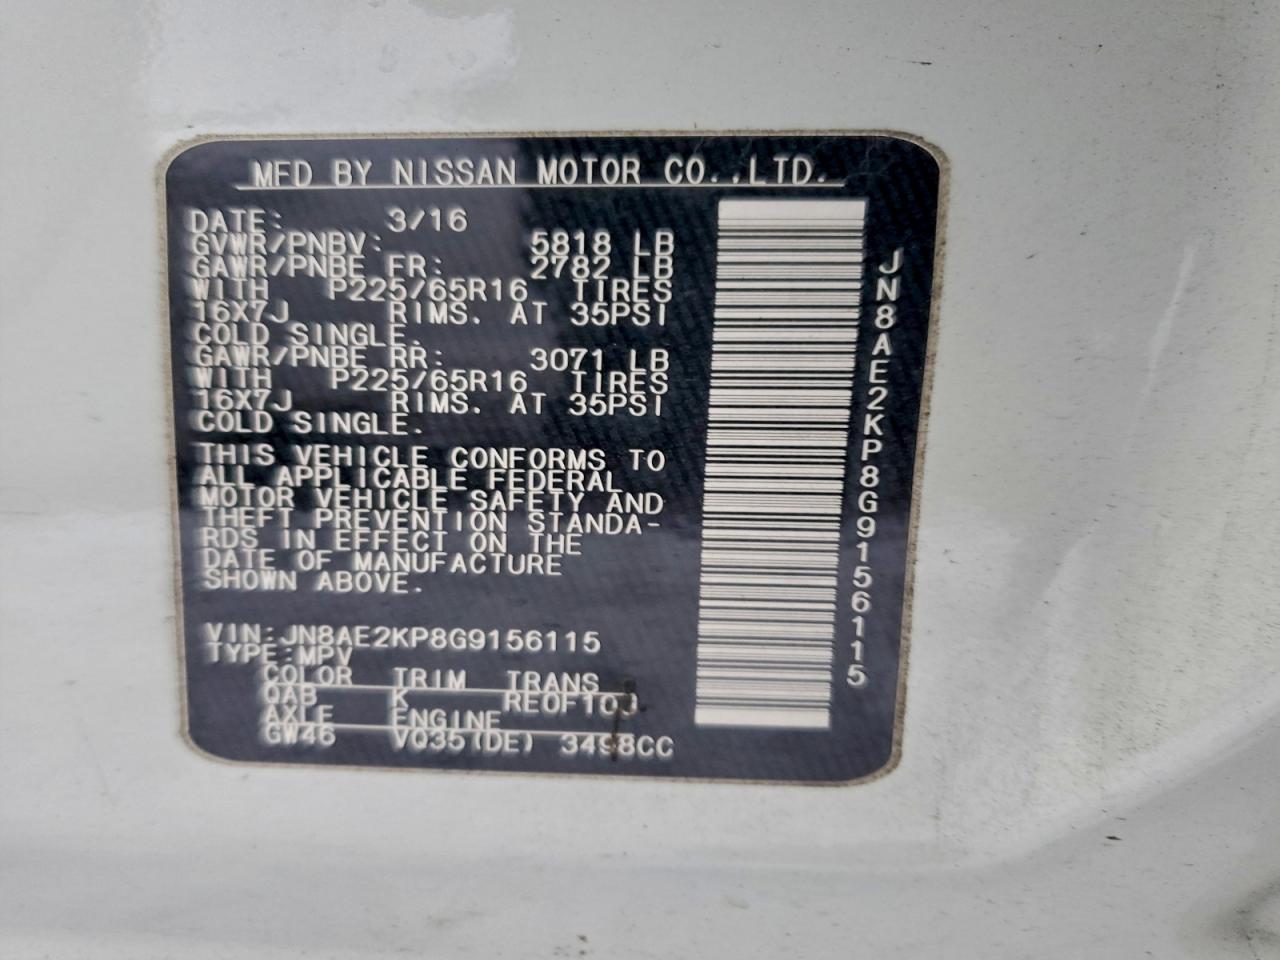 MFD BY NISSAN MOTOR CO.,LTD.
DATE: 3/16
GVWR/PNBV: 5818 LB
GAWR/PNBE FR: 2782 LB
WITH P225/65R16 TIRES
16X7J RIMS. AT 35PSI
COLD SINGLE.
GAWR/PNBE RR: 3071 LB
WITH P225/65R16 TIRES
16X7J RIMS. AT 35PSI
COLD SINGLE.
THIS VEHICLE CONFORMS TO
ALL APPLICABLE FEDERAL
MOTOR VEHICLE SAFETY AND
THEFT PREVENTION STANDA-
RDS IN EFFECT ON THE
DATE OF MANUFACTURE
SHOWN ABOVE.
VIN:JN8AE2KP8G9156115
TYPE:MPV
COLOR TRIM TRANS
QAB K
AXLE ENGINE
GW46 VQ35(DE) 3498CC
JN8AE2KP8G9156115